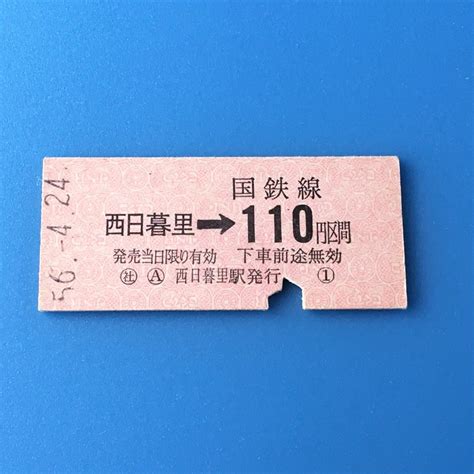 56.-4.24.
国鉄線
西日暮里→110円区間
発売当日限り有効 下車前途無効
㊓ Ⓐ 西日暮里駅発行 ①